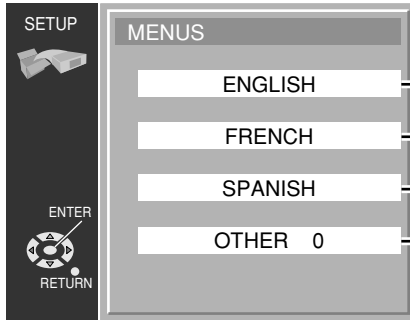 SETUP
MENUS
ENGLISH
FRENCH
SPANISH
OTHER 0
ENTER
RETURN